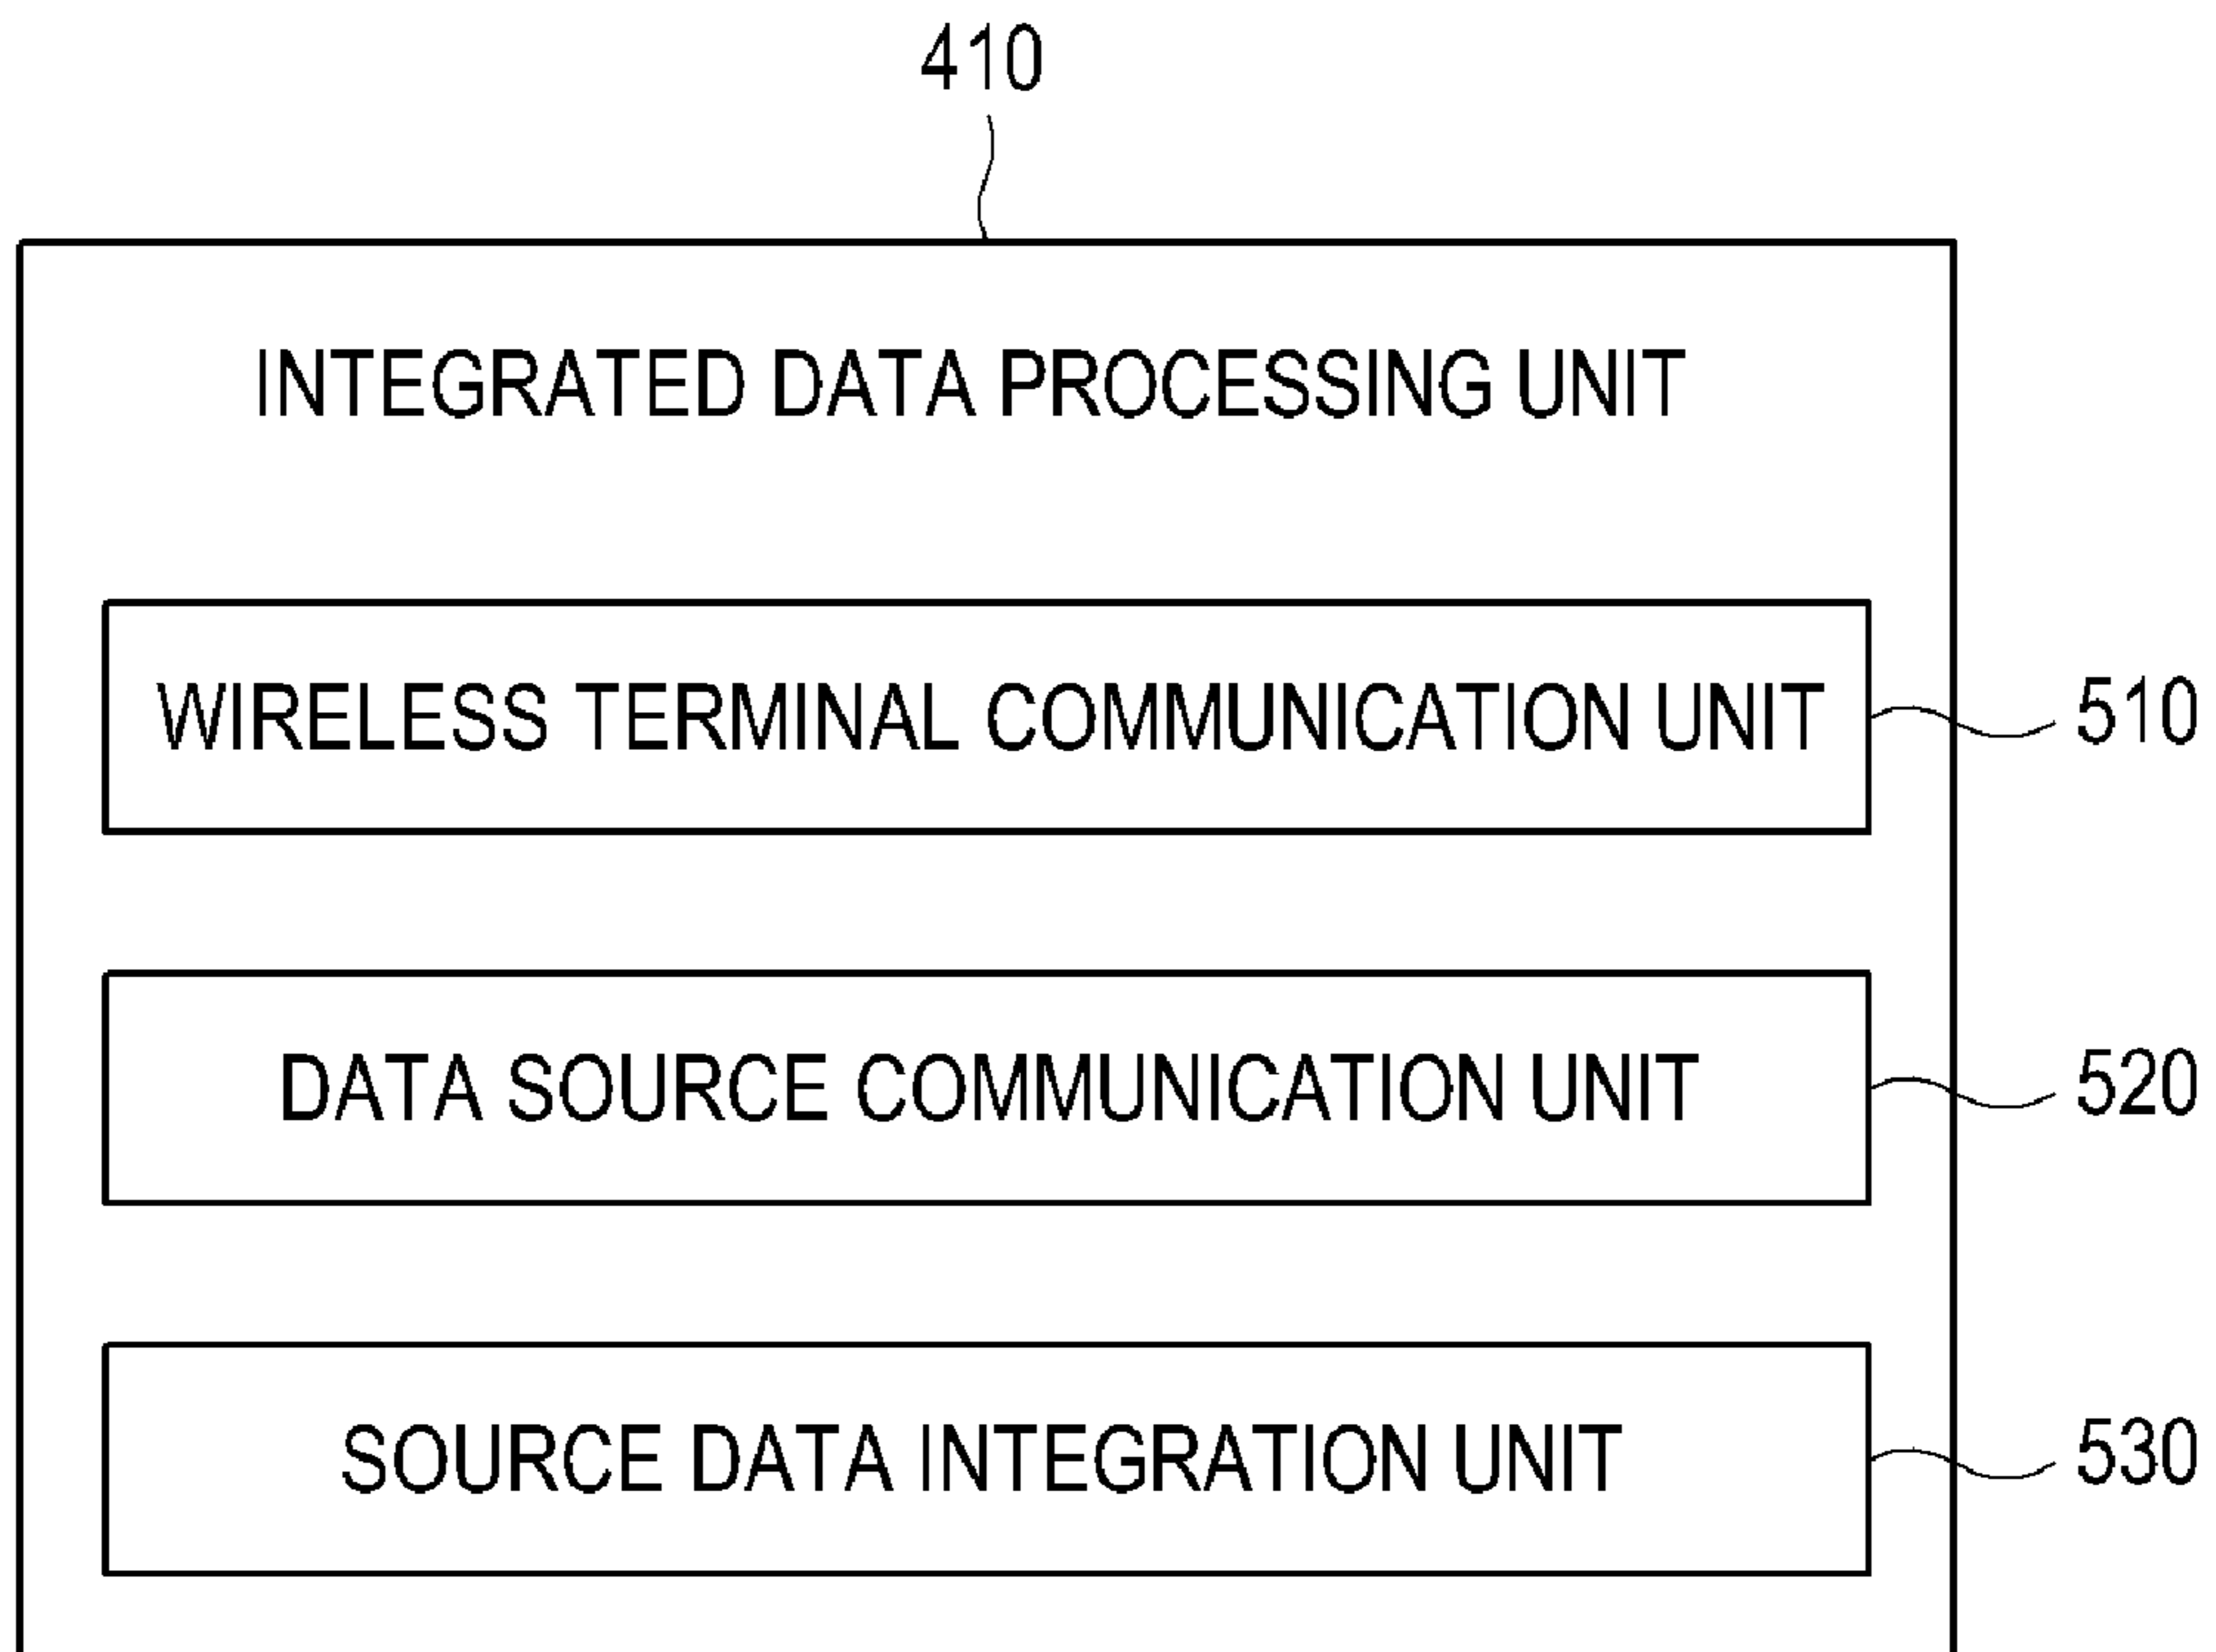 410
INTEGRATED DATA PROCESSING UNIT
WIRELESS TERMINAL COMMUNICATION UNIT
510
DATA SOURCE COMMUNICATION UNIT
520
SOURCE DATA INTEGRATION UNIT
530